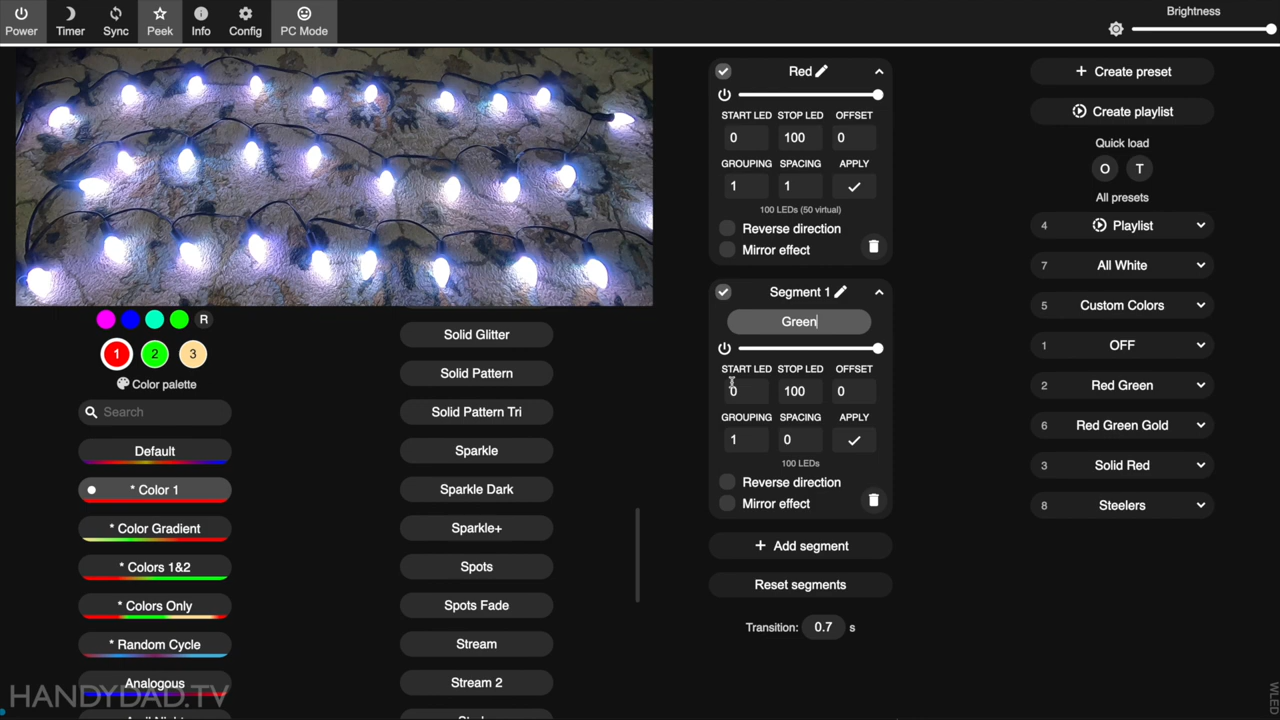 Power
Timer
Sync
Peek
Info
Config
PC Mode
Brightness
R
1
2
3
Color palette
Search
Default
* Color 1
* Color Gradient
* Colors 1&2
* Colors Only
* Random Cycle
Analogous
Solid Glitter
Solid Pattern
Solid Pattern Tri
Sparkle
Sparkle Dark
Sparkle+
Spots
Spots Fade
Stream
Stream 2
Red
START LED STOP LED OFFSET
0 100 0
GROUPING SPACING APPLY
1 1
100 LEDs (50 virtual)
Reverse direction
Mirror effect
Segment 1
Green
START LED STOP LED OFFSET
0 100 0
GROUPING SPACING APPLY
1 0
100 LEDs
Reverse direction
Mirror effect
+ Add segment
Reset segments
Transition: 0.7 s
+ Create preset
Create playlist
Quick load
O T
All presets
4 Playlist
7 All White
5 Custom Colors
1 OFF
2 Red Green
6 Red Green Gold
3 Solid Red
8 Steelers
HANDYDAD.TV
WLED